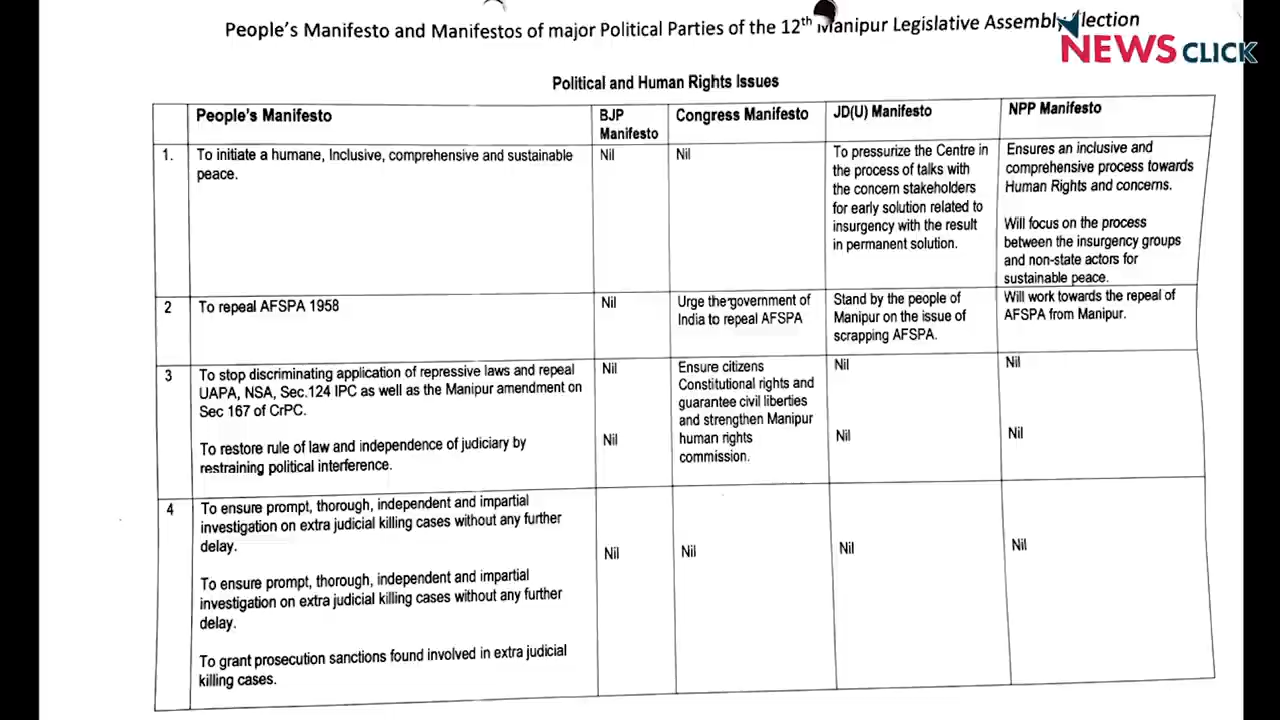 People's Manifesto and Manifestos of major Political Parties of the 12th Manipur Legislative Assembly Election
NEWS CLICK
Political and Human Rights Issues
People's Manifesto
BJP
Manifesto
Congress Manifesto
JD(U) Manifesto
NPP Manifesto
1.
To initiate a humane, Inclusive, comprehensive and sustainable
peace.
Nil
Nil
To pressurize the Centre in
the process of talks with
the concern stakeholders
for early solution related to
insurgency with the result
in permanent solution.
Ensures an inclusive and
comprehensive process towards
Human Rights and concerns.
Will focus on the process
between the insurgency groups
and non-state actors for
sustainable peace.
2
To repeal AFSPA 1958
Nil
Urge the government of
India to repeal AFSPA
Stand by the people of
Manipur on the issue of
scrapping AFSPA.
Will work towards the repeal of
AFSPA from Manipur.
3
To stop discriminating application of repressive laws and repeal
UAPA, NSA, Sec.124 IPC as well as the Manipur amendment on
Sec 167 of CrPC.
To restore rule of law and independence of judiciary by
restraining political interference.
Nil
Nil
Ensure citizens
Constitutional rights and
guarantee civil liberties
and strengthen Manipur
human rights
commission.
Nil
Nil
Nil
Nil
4
To ensure prompt, thorough, independent and impartial
investigation on extra judicial killing cases without any further
delay.
To ensure prompt, thorough, independent and impartial
investigation on extra judicial killing cases without any further
delay.
To grant prosecution sanctions found involved in extra judicial
killing cases.
Nil
Nil
Nil
Nil